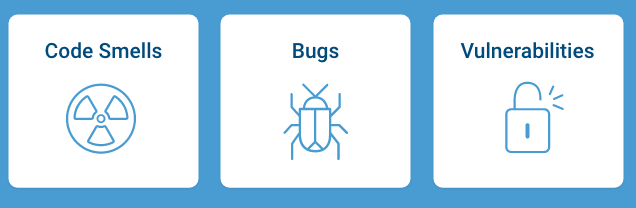 Code Smells
Bugs
Vulnerabilities